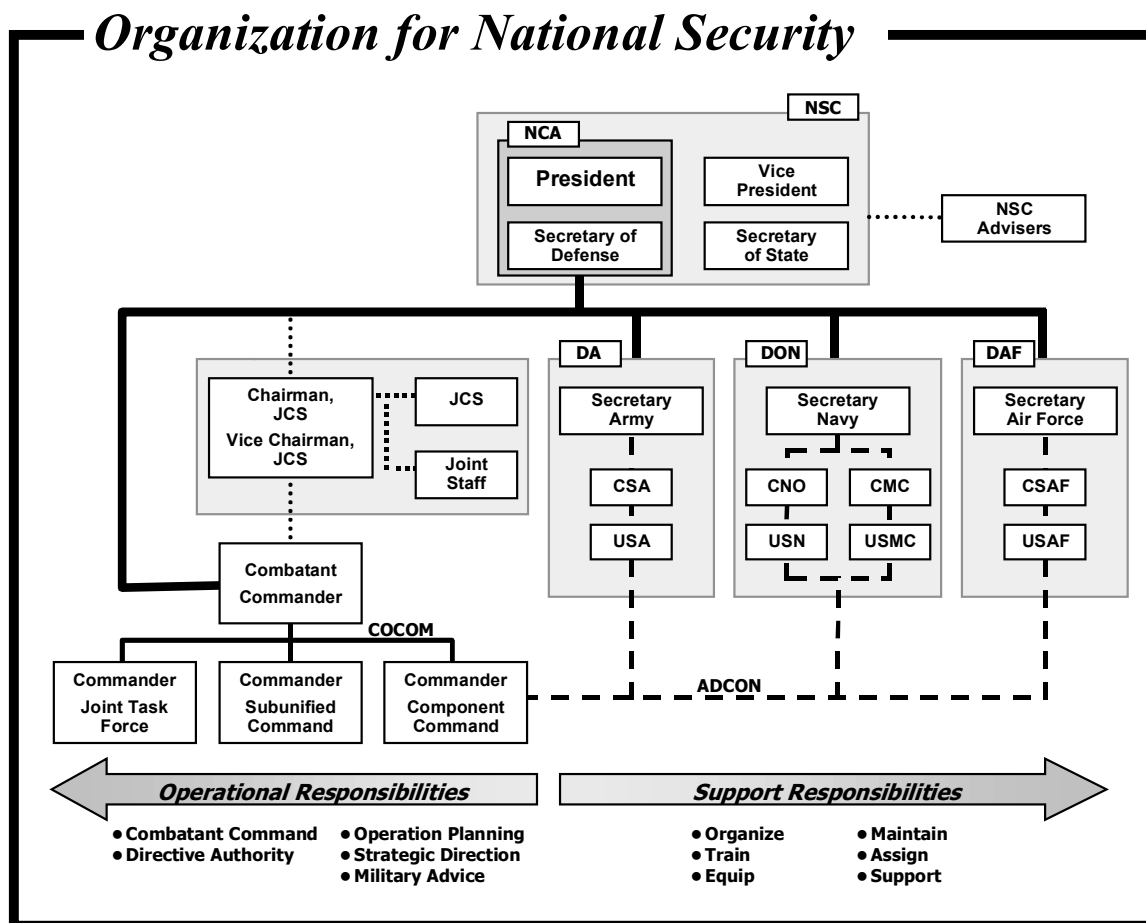 Organization for National Security
NSC
NCA
President
Vice
President
Secretary of
Defense
Secretary
of State
NSC
Advisers
DA
DON
DAF
Chairman,
JCS
Vice Chairman,
JCS
JCS
Joint
Staff
Secretary
Army
Secretary
Navy
Secretary
Air Force
CSA
CNO
CMC
CSAF
USA
USN
USMC
USAF
Combatant
Commander
COCOM
Commander
Joint Task
Force
Commander
Subunified
Command
Commander
Component
Command
ADCON
Operational Responsibilities
Support Responsibilities
● Combatant Command
● Directive Authority
● Operation Planning
● Strategic Direction
● Military Advice
● Organize
● Train
● Equip
● Maintain
● Assign
● Support